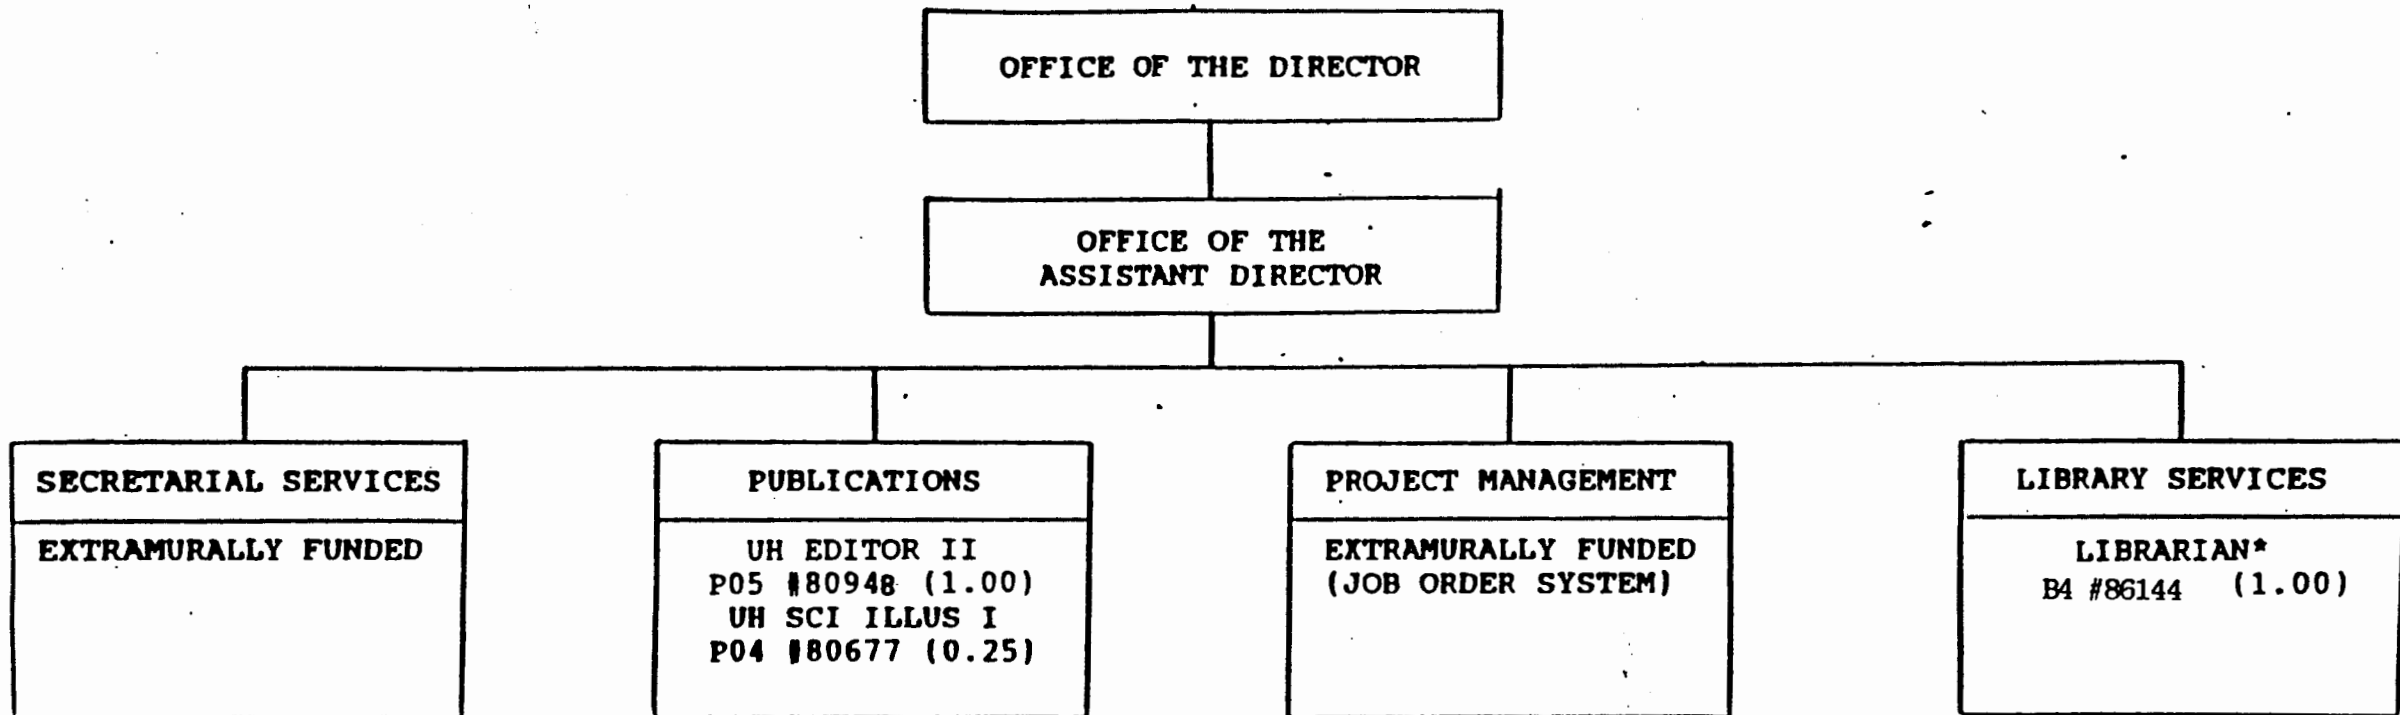 OFFICE OF THE DIRECTOR
OFFICE OF THE
ASSISTANT DIRECTOR
SECRETARIAL SERVICES
EXTRAMURALLY FUNDED
PUBLICATIONS
UH EDITOR II
P05 #80948 (1.00)
UH SCI ILLUS I
P04 #80677 (0.25)
PROJECT MANAGEMENT
EXTRAMURALLY FUNDED
(JOB ORDER SYSTEM)
LIBRARY SERVICES
LIBRARIAN*
B4 #86144 (1.00)